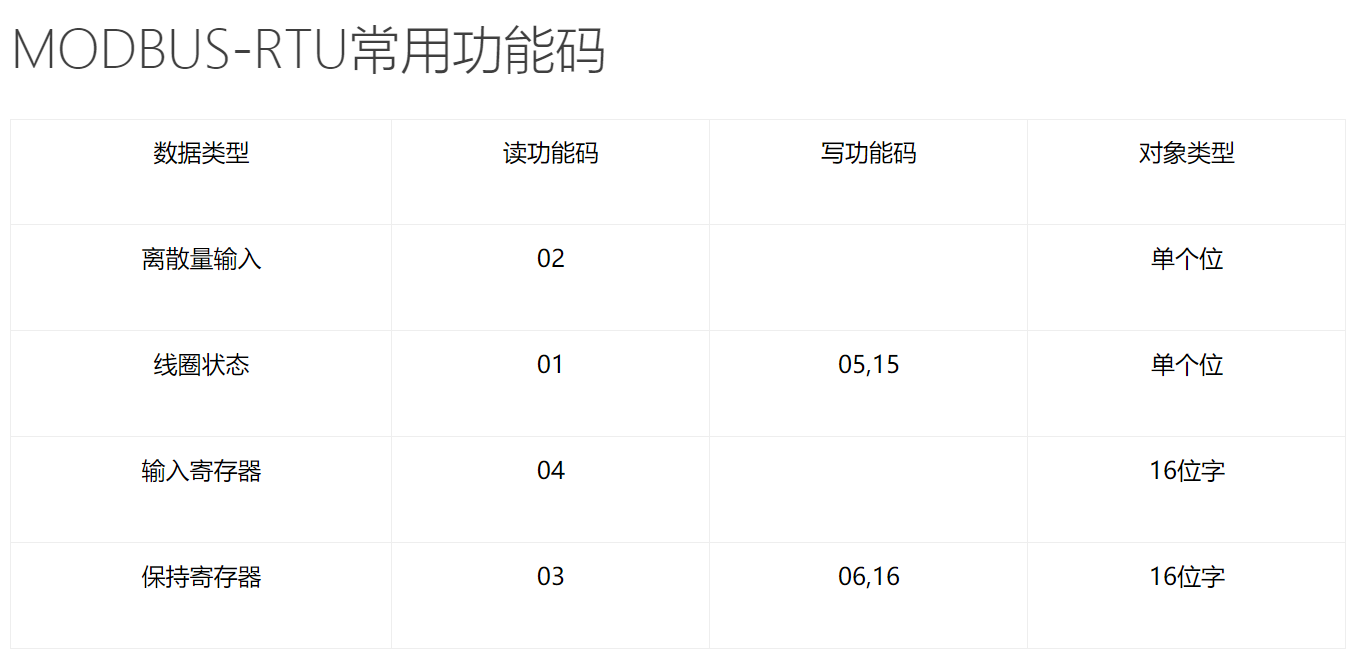 MODBUS-RTU常用功能码
数据类型 读功能码 写功能码 对象类型
离散量输入 02 单个位
线圈状态 01 05,15 单个位
输入寄存器 04 16位字
保持寄存器 03 06,16 16位字